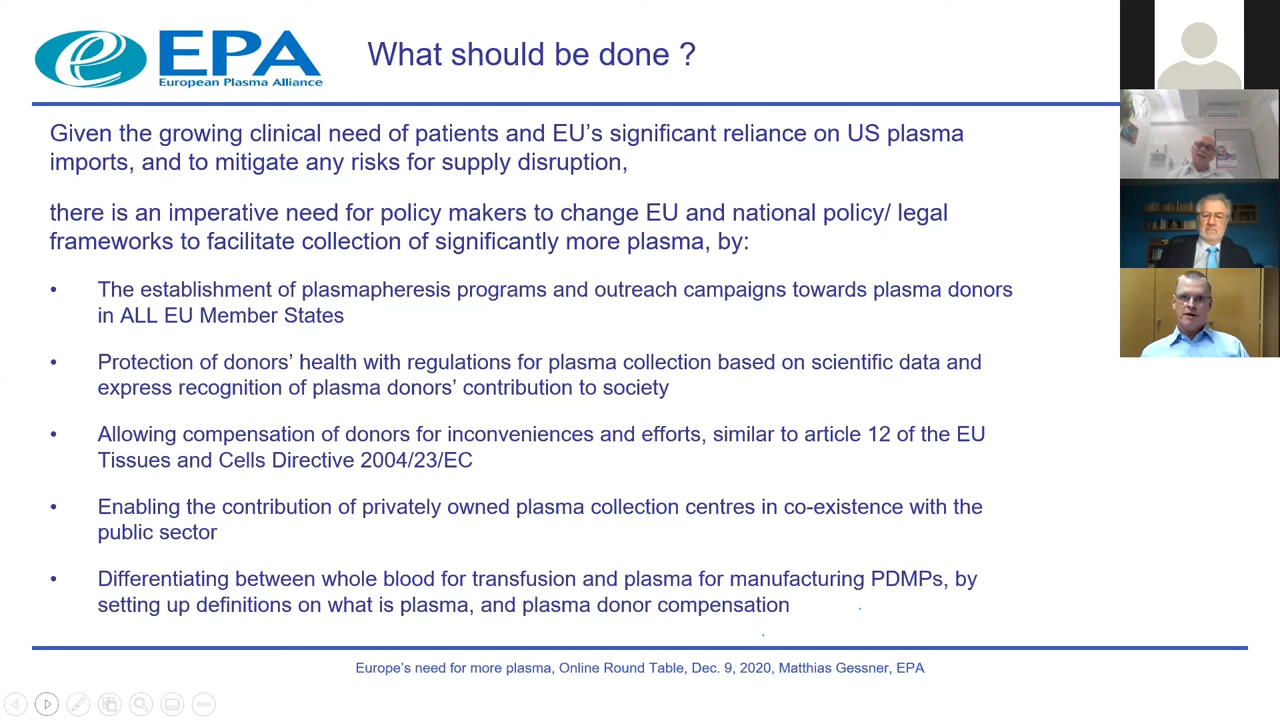 EPA
European Plasma Alliance
What should be done ?
Given the growing clinical need of patients and EU's significant reliance on US plasma
imports, and to mitigate any risks for supply disruption,
there is an imperative need for policy makers to change EU and national policy/ legal
frameworks to facilitate collection of significantly more plasma, by:
• The establishment of plasmapheresis programs and outreach campaigns towards plasma donors
in ALL EU Member States
• Protection of donors' health with regulations for plasma collection based on scientific data and
express recognition of plasma donors' contribution to society
• Allowing compensation of donors for inconveniences and efforts, similar to article 12 of the EU
Tissues and Cells Directive 2004/23/EC
• Enabling the contribution of privately owned plasma collection centres in co-existence with the
public sector
• Differentiating between whole blood for transfusion and plasma for manufacturing PDMPs, by
setting up definitions on what is plasma, and plasma donor compensation
Europe's need for more plasma, Online Round Table, Dec. 9, 2020, Matthias Gessner, EPA